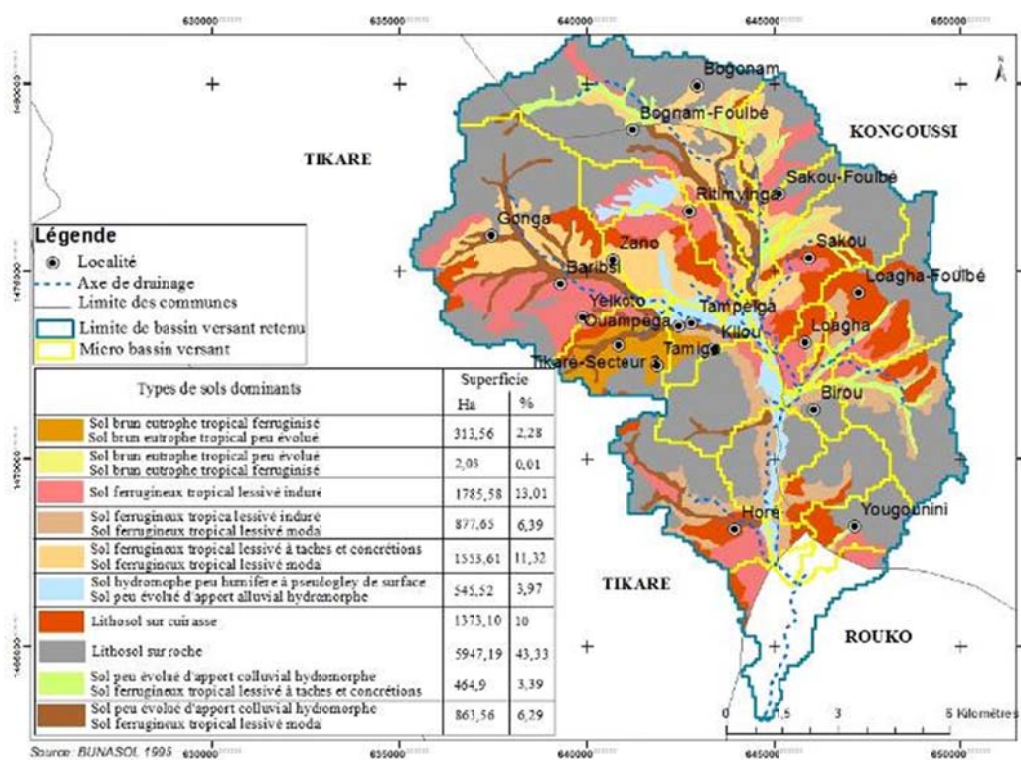 630000 635000 640000 645000 650000
N
Bogonam
1480000
Bognam-Foulbé
KONGOUSSI
TIKARE
Sakou-Foulbé
Ritimyinga
Gonga
Sakou
Zano
Légende
Localité
Axe de drainage
Limite des communes
Limite de bassin versant retenu
Micro bassin versant
1475000
Baribsi
Loagha-Foulbé
Yelkoto
Tampelga
Ouampega
Kilou
Loagha
Tikaré-Secteur 3
Tamiga
Birou
Types de sols dominants
Superficie
Ha %
Sol brun eutrophe tropical ferruginisé
Sol brun eutrophe tropical peu évolué
313,56 2,28
Sol brun eutrophe tropical peu évolué
Sol brun eutrophe tropical ferruginisé
2,03 0,01
Sol ferrugineux tropical lessivé induré 1785,58 13,01
Sol ferrugineux tropica lessivé induré
Sol ferrugineux tropical lessivé moda
877,65 6,39
Sol ferrugineux tropical lessivé à taches et concrétions
Sol ferrugineux tropical lessivé moda
1553,61 11,32
Sol hydromophe peu humifère à pseudogley de surface
Sol peu évolué d'apport alluvial hydromorphe
545,52 3,97
Lithosol sur cuirasse 1373,10 10
Lithosol sur roche 5947,19 43,33
Sol peu évolué d'apport colluvial hydomorphe
Sol ferrugineux tropical lessivé à taches et concrétions
464,9 3,39
Sol peu évolué d'apport colluvial hydomorphe
Sol ferrugineux tropical lessivé moda
863,56 6,29
1470000
Horé
Yougounini
TIKARE
ROUKO
1465000
0 1,5 3 6 Kilomètres
Source: BUNASOL 1995
630000 635000 640000 645000 650000